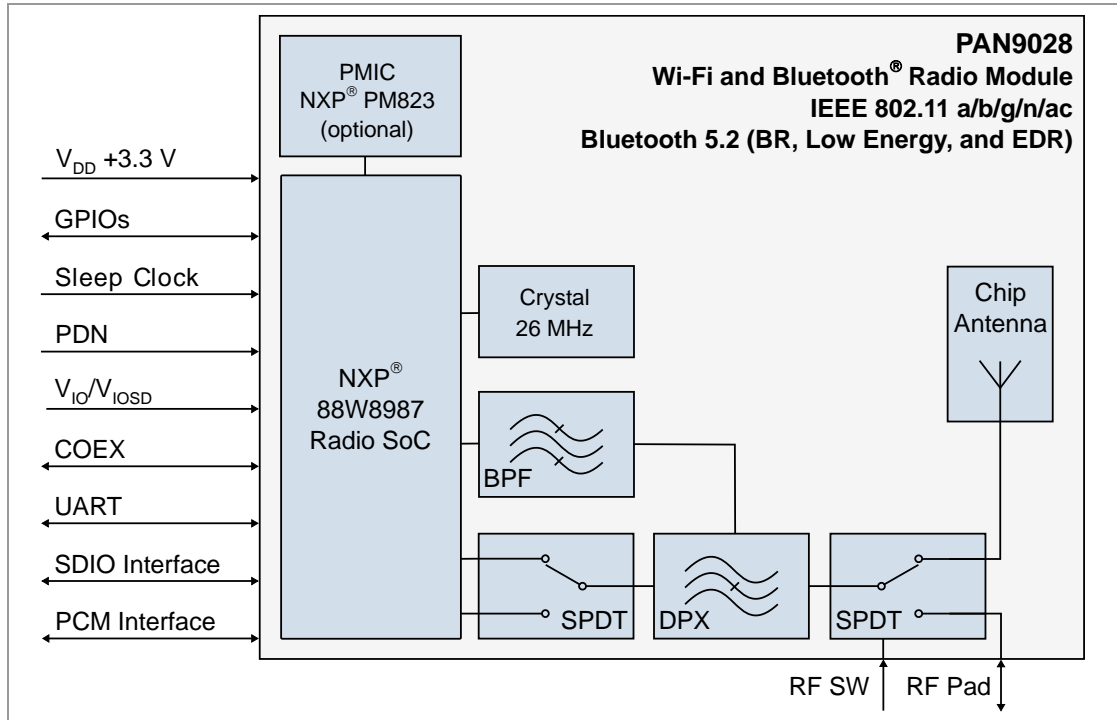 PAN9028
Wi-Fi and Bluetooth® Radio Module
IEEE 802.11 a/b/g/n/ac
Bluetooth 5.2 (BR, Low Energy, and EDR)
PMIC
NXP® PM823
(optional)
VDD +3.3 V
GPIOs
Sleep Clock
PDN
VIO/VIOSD
COEX
UART
SDIO Interface
PCM Interface
NXP®
88W8987
Radio SoC
Crystal
26 MHz
BPF
SPDT
DPX
SPDT
Chip
Antenna
RF SW
RF Pad